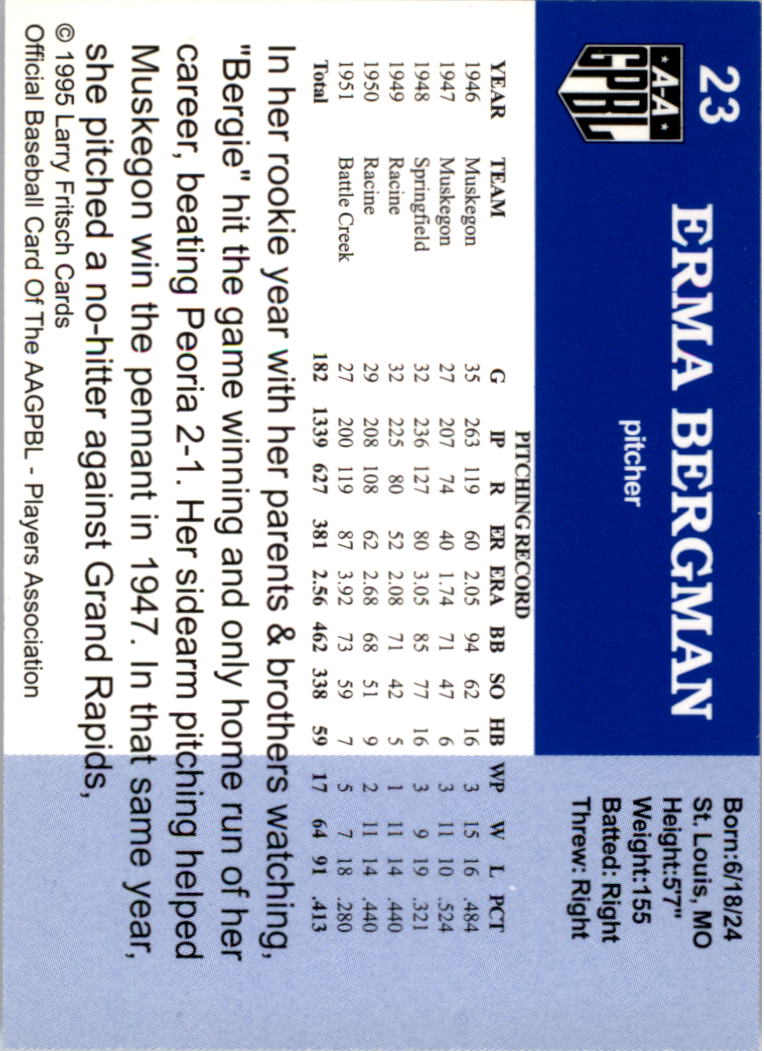 23
ERMA BERGMAN
pitcher
A-A
GPBL
Born:6/18/24
St. Louis, MO
Height:5'7"
Weight:155
Batted: Right
Threw: Right
PITCHING RECORD
YEAR TEAM G IP R ER ERA BB SO HB WP W L PCT
1946 Muskegon 35 263 119 60 2.05 94 62 16 3 15 16 .484
1947 Muskegon 27 207 74 40 1.74 71 47 6 3 11 10 .524
1948 Springfield 32 236 127 80 3.05 85 77 16 3 9 19 .321
1949 Racine 32 225 80 52 2.08 71 42 5 1 11 14 .440
1950 Racine 29 208 108 62 2.68 68 51 9 2 11 14 .440
1951 Battle Creek 27 200 119 87 3.92 73 59 7 5 7 18 .280
Total 182 1339 627 381 2.56 462 338 59 17 64 91 .413
In her rookie year with her parents & brothers watching,
"Bergie" hit the game winning and only home run of her
career, beating Peoria 2-1. Her sidearm pitching helped
Muskegon win the pennant in 1947. In that same year,
she pitched a no-hitter against Grand Rapids,
© 1995 Larry Fritsch Cards
Official Baseball Card Of The AAGPBL - Players Association